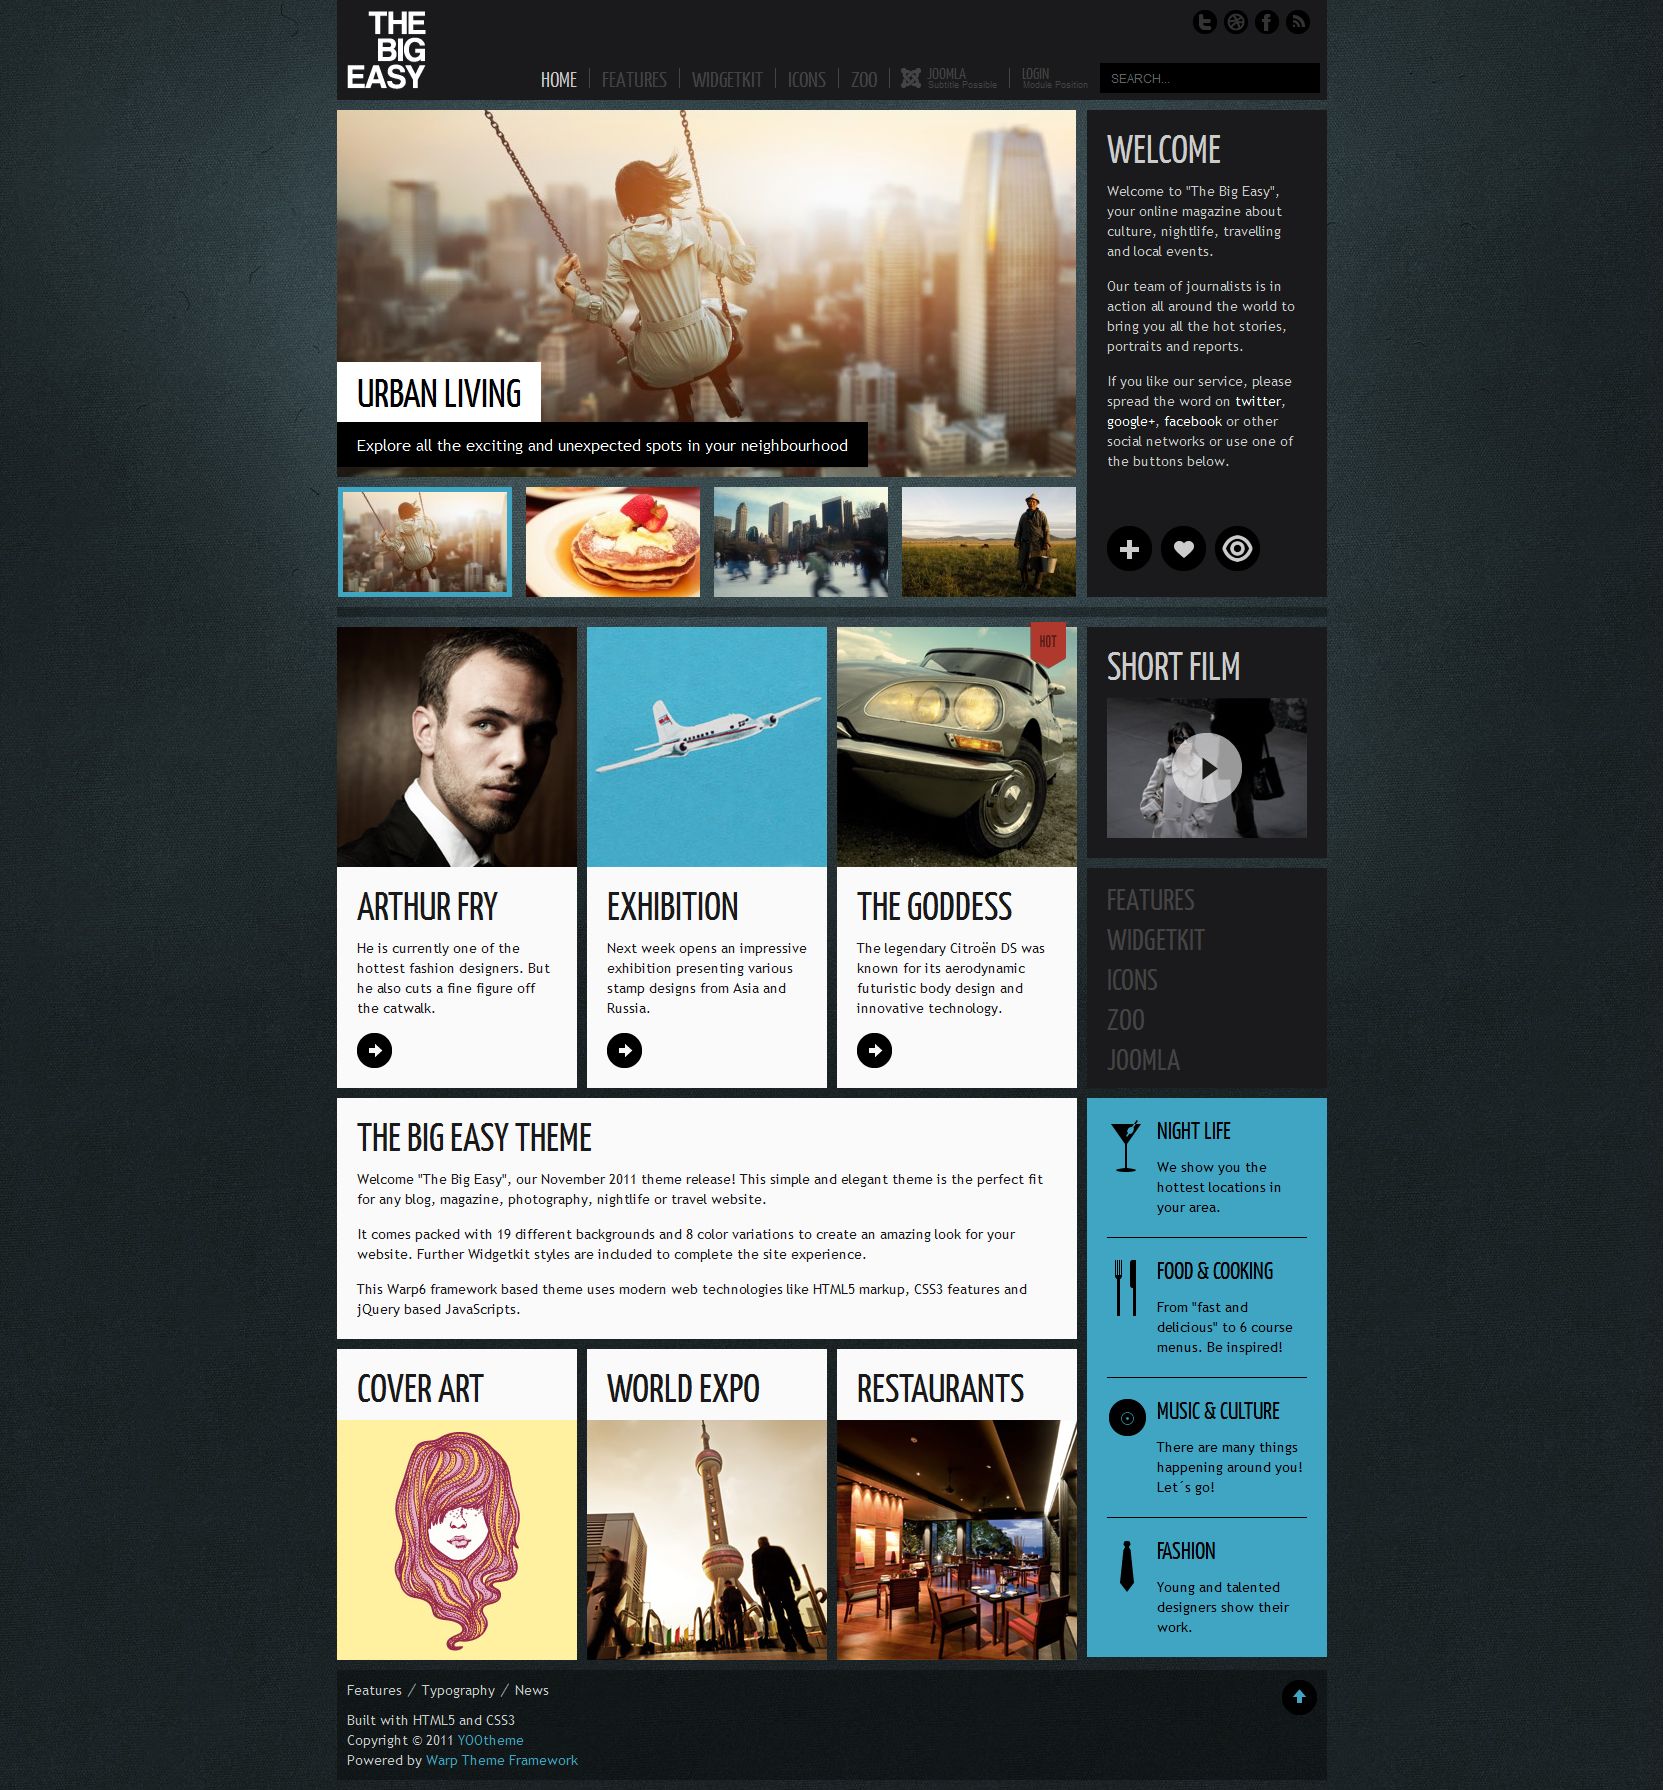 THE
BIG
EASY
HOME
FEATURES
WIDGETKIT
ICONS
ZOO
JOOMLA
Subtitle Possible
LOGIN
Module Position
SEARCH...
URBAN LIVING
Explore all the exciting and unexpected spots in your neighbourhood
WELCOME
Welcome to "The Big Easy",
your online magazine about
culture, nightlife, travelling
and local events.
Our team of journalists is in
action all around the world to
bring you all the hot stories,
portraits and reports.
If you like our service, please
spread the word on twitter,
google+, facebook or other
social networks or use one of
the buttons below.
ARTHUR FRY
He is currently one of the
hottest fashion designers. But
he also cuts a fine figure off
the catwalk.
EXHIBITION
Next week opens an impressive
exhibition presenting various
stamp designs from Asia and
Russia.
HOT
THE GODDESS
The legendary Citroën DS was
known for its aerodynamic
futuristic body design and
innovative technology.
SHORT FILM
FEATURES
WIDGETKIT
ICONS
ZOO
JOOMLA
THE BIG EASY THEME
Welcome "The Big Easy", our November 2011 theme release! This simple and elegant theme is the perfect fit
for any blog, magazine, photography, nightlife or travel website.
It comes packed with 19 different backgrounds and 8 color variations to create an amazing look for your
website. Further Widgetkit styles are included to complete the site experience.
This Warp6 framework based theme uses modern web technologies like HTML5 markup, CSS3 features and
jQuery based JavaScripts.
NIGHT LIFE
We show you the
hottest locations in
your area.
FOOD & COOKING
From "fast and
delicious" to 6 course
menus. Be inspired!
MUSIC & CULTURE
There are many things
happening around you!
Let´s go!
FASHION
Young and talented
designers show their
work.
COVER ART
WORLD EXPO
RESTAURANTS
Features / Typography / News
Built with HTML5 and CSS3
Copyright © 2011 YOOtheme
Powered by Warp Theme Framework